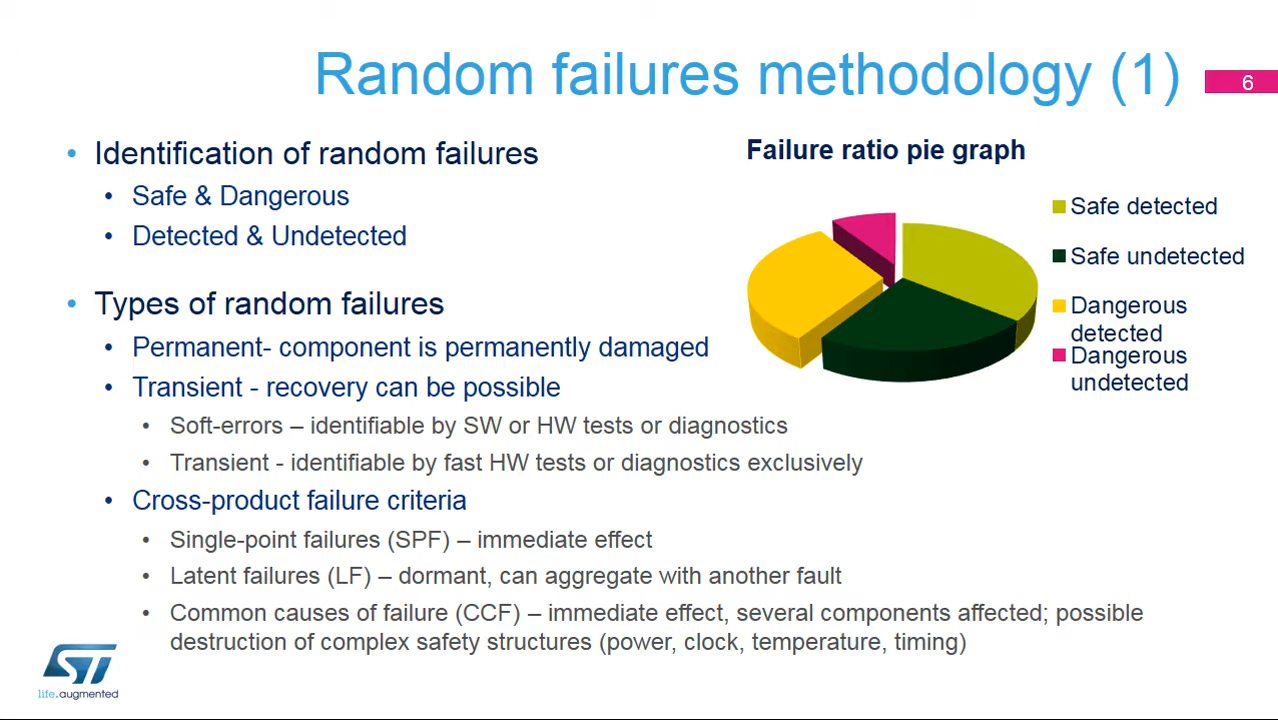 Random failures methodology (1)
6
• Identification of random failures
• Safe & Dangerous
• Detected & Undetected
• Types of random failures
• Permanent- component is permanently damaged
• Transient - recovery can be possible
• Soft-errors – identifiable by SW or HW tests or diagnostics
• Transient - identifiable by fast HW tests or diagnostics exclusively
• Cross-product failure criteria
• Single-point failures (SPF) – immediate effect
• Latent failures (LF) – dormant, can aggregate with another fault
• Common causes of failure (CCF) – immediate effect, several components affected; possible
destruction of complex safety structures (power, clock, temperature, timing)
Failure ratio pie graph
Safe detected
Safe undetected
Dangerous
detected
Dangerous
undetected
ST
life.augmented